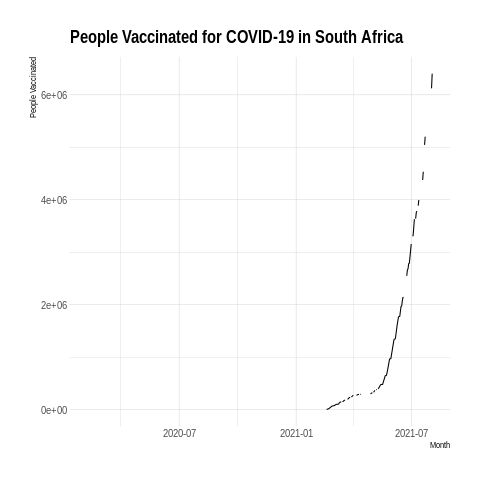 People Vaccinated for COVID-19 in South Africa
People Vaccinated
6e+06
4e+06
2e+06
0e+00
2020-07
2021-01
2021-07
Month